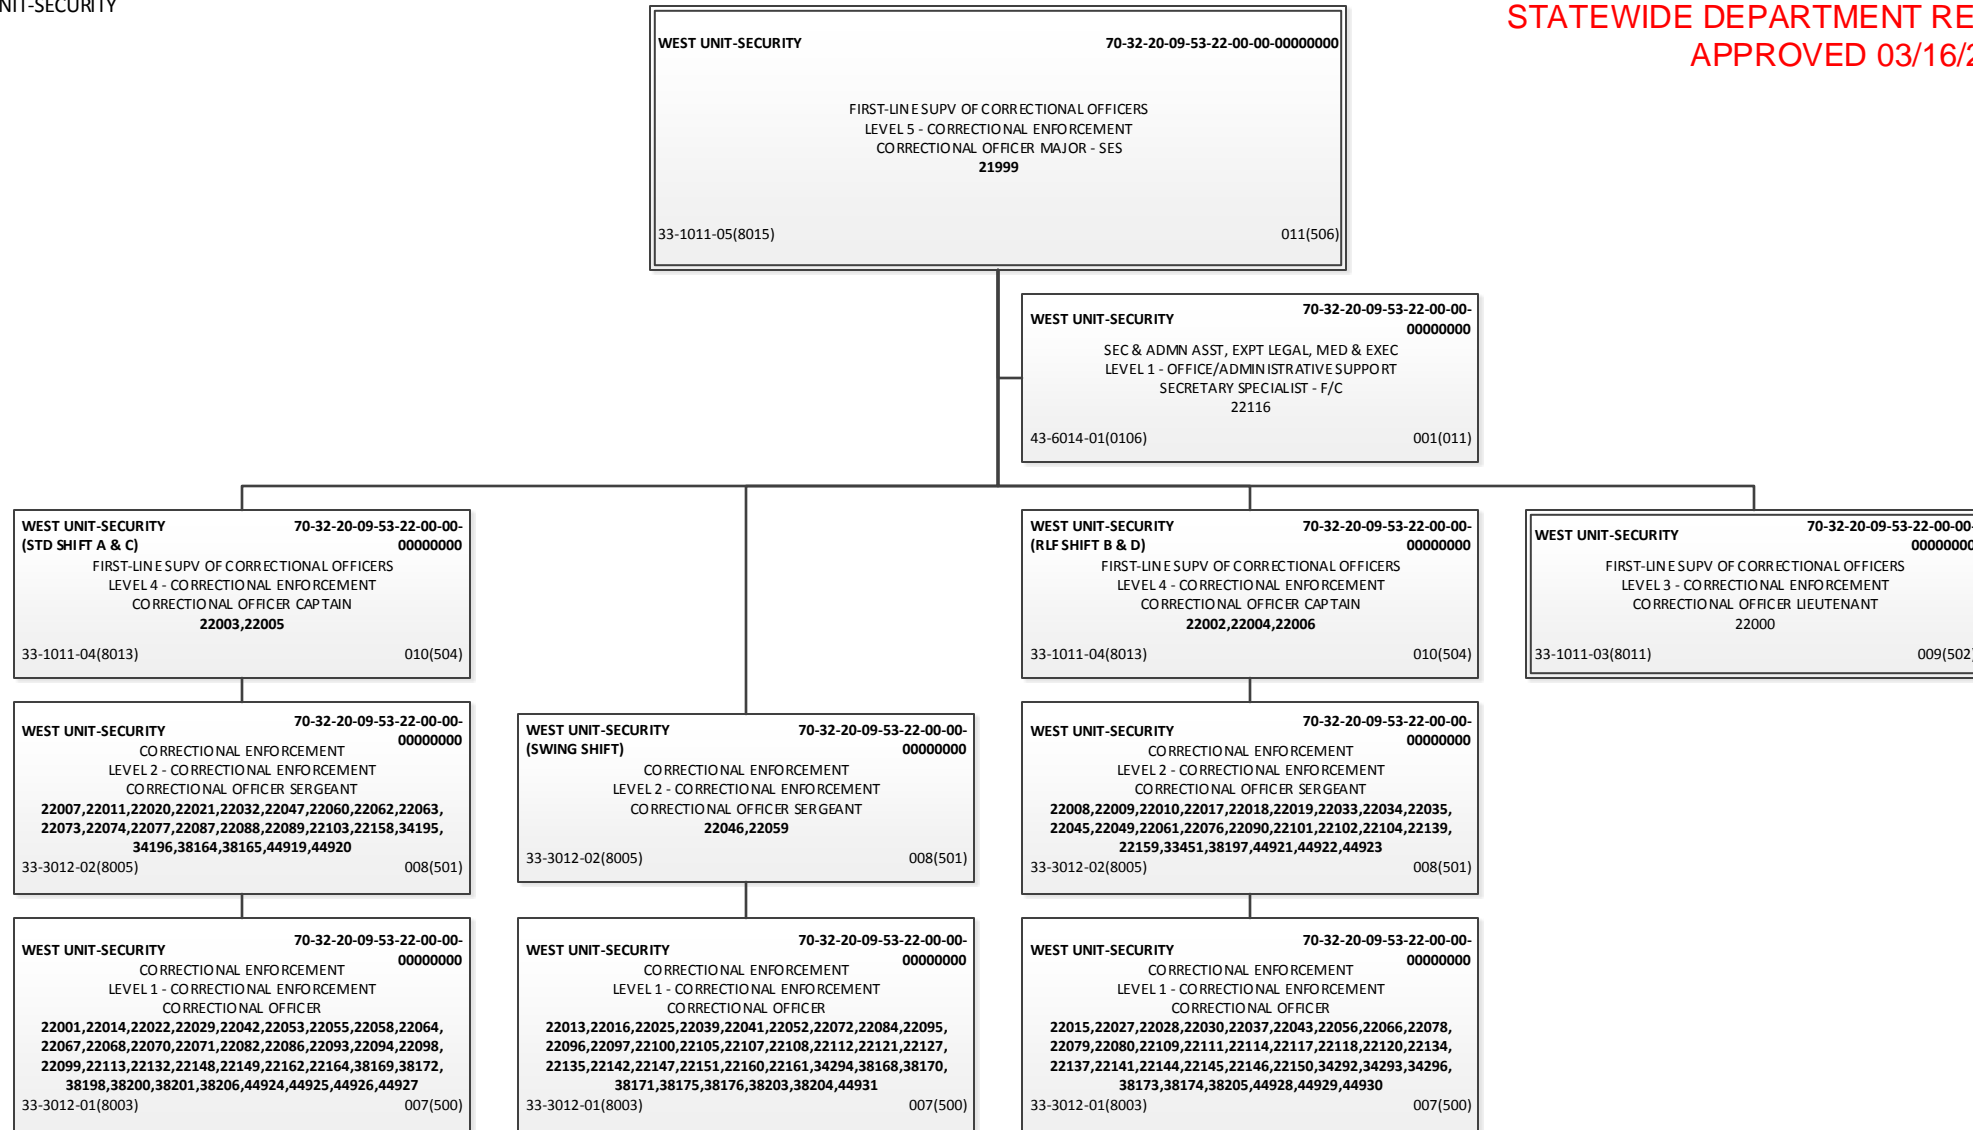 NIT-SECURITY
STATEWIDE DEPARTMENT RE
APPROVED 03/16/2
WEST UNIT-SECURITY 70-32-20-09-53-22-00-00-00000000
FIRST-LINE SUPV OF CORRECTIONAL OFFICERS
LEVEL 5 - CORRECTIONAL ENFORCEMENT
CORRECTIONAL OFFICER MAJOR - SES
21999
33-1011-05(8015) 011(506)
WEST UNIT-SECURITY 70-32-20-09-53-22-00-00-
00000000
SEC & ADMN ASST, EXPT LEGAL, MED & EXEC
LEVEL 1 - OFFICE/ADMINISTRATIVE SUPPORT
SECRETARY SPECIALIST - F/C
22116
43-6014-01(0106) 001(011)
WEST UNIT-SECURITY 70-32-20-09-53-22-00-00-
(STD SHIFT A & C) 00000000
FIRST-LINE SUPV OF CORRECTIONAL OFFICERS
LEVEL 4 - CORRECTIONAL ENFORCEMENT
CORRECTIONAL OFFICER CAPTAIN
22003,22005
33-1011-04(8013) 010(504)
WEST UNIT-SECURITY 70-32-20-09-53-22-00-00-
(RLF SHIFT B & D) 00000000
FIRST-LINE SUPV OF CORRECTIONAL OFFICERS
LEVEL 4 - CORRECTIONAL ENFORCEMENT
CORRECTIONAL OFFICER CAPTAIN
22002,22004,22006
33-1011-04(8013) 010(504)
WEST UNIT-SECURITY 70-32-20-09-53-22-00-00-
00000000
FIRST-LINE SUPV OF CORRECTIONAL OFFICERS
LEVEL 3 - CORRECTIONAL ENFORCEMENT
CORRECTIONAL OFFICER LIEUTENANT
22000
33-1011-03(8011) 009(502)
WEST UNIT-SECURITY 70-32-20-09-53-22-00-00-
00000000
CORRECTIONAL ENFORCEMENT
LEVEL 2 - CORRECTIONAL ENFORCEMENT
CORRECTIONAL OFFICER SERGEANT
22007,22011,22020,22021,22032,22047,22060,22062,22063,
22073,22074,22077,22087,22088,22089,22103,22158,34195,
34196,38164,38165,44919,44920
33-3012-02(8005) 008(501)
WEST UNIT-SECURITY 70-32-20-09-53-22-00-00-
(SWING SHIFT) 00000000
CORRECTIONAL ENFORCEMENT
LEVEL 2 - CORRECTIONAL ENFORCEMENT
CORRECTIONAL OFFICER SERGEANT
22046,22059
33-3012-02(8005) 008(501)
WEST UNIT-SECURITY 70-32-20-09-53-22-00-00-
00000000
CORRECTIONAL ENFORCEMENT
LEVEL 2 - CORRECTIONAL ENFORCEMENT
CORRECTIONAL OFFICER SERGEANT
22008,22009,22010,22017,22018,22019,22033,22034,22035,
22045,22049,22061,22076,22090,22101,22102,22104,22139,
22159,33451,38197,44921,44922,44923
33-3012-02(8005) 008(501)
WEST UNIT-SECURITY 70-32-20-09-53-22-00-00-
00000000
CORRECTIONAL ENFORCEMENT
LEVEL 1 - CORRECTIONAL ENFORCEMENT
CORRECTIONAL OFFICER
22001,22014,22022,22029,22042,22053,22055,22058,22064,
22067,22068,22070,22071,22082,22086,22093,22094,22098,
22099,22113,22132,22148,22149,22162,22164,38169,38172,
38198,38200,38201,38206,44924,44925,44926,44927
33-3012-01(8003) 007(500)
WEST UNIT-SECURITY 70-32-20-09-53-22-00-00-
00000000
CORRECTIONAL ENFORCEMENT
LEVEL 1 - CORRECTIONAL ENFORCEMENT
CORRECTIONAL OFFICER
22013,22016,22025,22039,22041,22052,22072,22084,22095,
22096,22097,22100,22105,22107,22108,22112,22121,22127,
22135,22142,22147,22151,22160,22161,34294,38168,38170,
38171,38175,38176,38203,38204,44931
33-3012-01(8003) 007(500)
WEST UNIT-SECURITY 70-32-20-09-53-22-00-00-
00000000
CORRECTIONAL ENFORCEMENT
LEVEL 1 - CORRECTIONAL ENFORCEMENT
CORRECTIONAL OFFICER
22015,22027,22028,22030,22037,22043,22056,22066,22078,
22079,22080,22109,22111,22114,22117,22118,22120,22134,
22137,22141,22144,22145,22146,22150,34292,34293,34296,
38173,38174,38205,44928,44929,44930
33-3012-01(8003) 007(500)